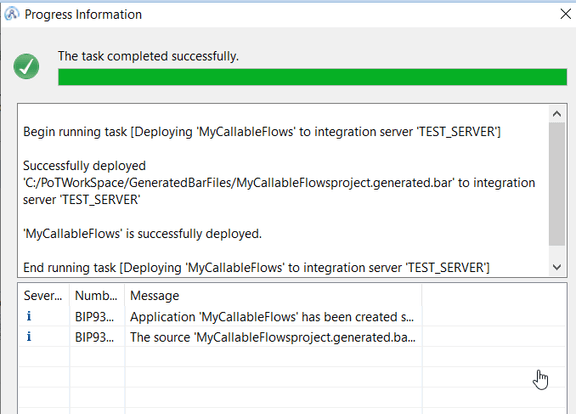 Progress Information
The task completed successfully.
Begin running task [Deploying 'MyCallableFlows' to integration server 'TEST_SERVER']
Successfully deployed
'C:/PoTWorkSpace/GeneratedBarFiles/MyCallableFlowsproject.generated.bar' to integration
server 'TEST_SERVER'
'MyCallableFlows' is successfully deployed.
End running task [Deploying 'MyCallableFlows' to integration server 'TEST_SERVER']
Sever... Numb... Message
BIP93... Application 'MyCallableFlows' has been created s...
BIP93... The source 'MyCallableFlowsproject.generated.ba...